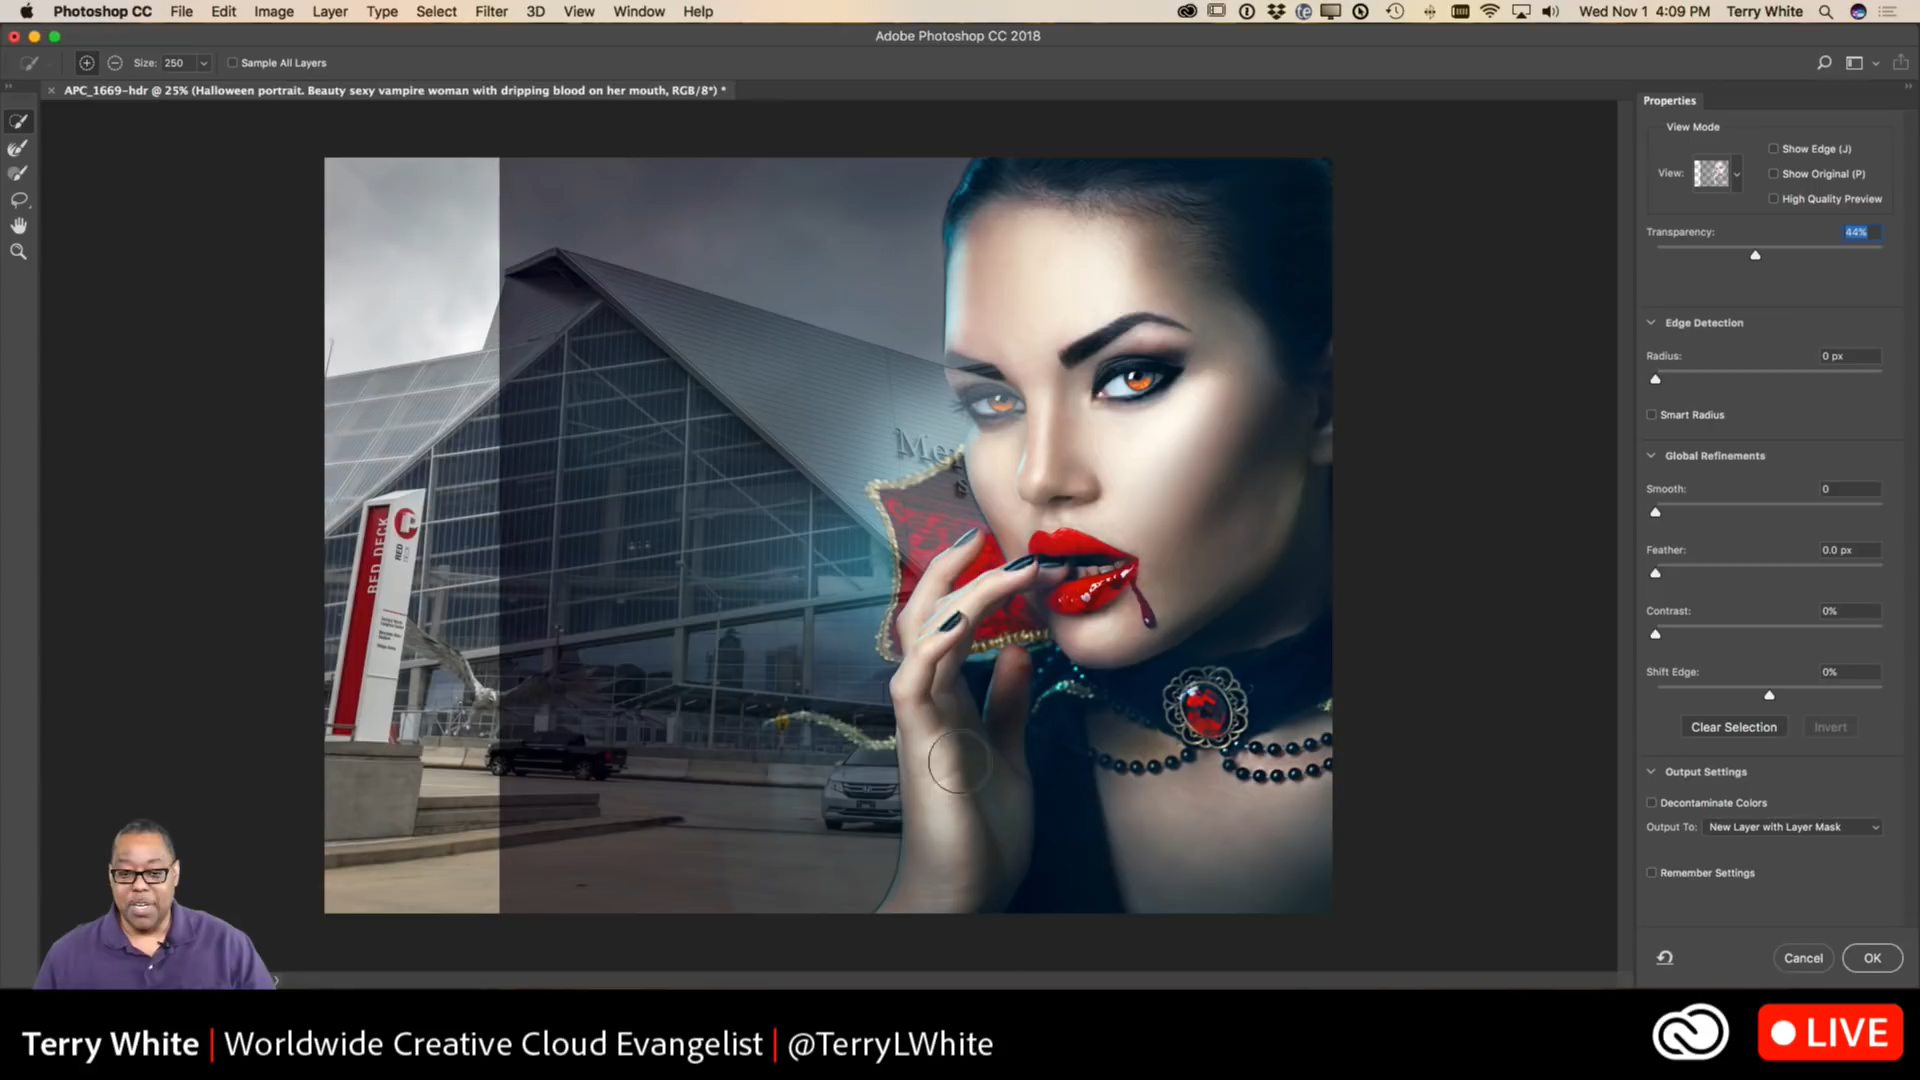 Photoshop CC File Edit Image Layer Type Select Filter 3D View Window Help Wed Nov 1 4:09 PM Terry White
Adobe Photoshop CC 2018
Size: 250 Sample All Layers
APC_1669-hdr @ 25% (Halloween portrait. Beauty sexy vampire woman with dripping blood on her mouth, RGB/8*) *
Properties
View Mode
Show Edge (J)
View:
Show Original (P)
High Quality Preview
Transparency: 44%
Edge Detection
Radius: 0 px
Smart Radius
Global Refinements
Smooth: 0
Feather: 0.0 px
Contrast: 0%
Shift Edge: 0%
Clear Selection Invert
Output Settings
Decontaminate Colors
Output To: New Layer with Layer Mask
Remember Settings
Cancel OK
Mer
s
P
RED DECK
RED
Terry White | Worldwide Creative Cloud Evangelist | @TerryLWhite
LIVE